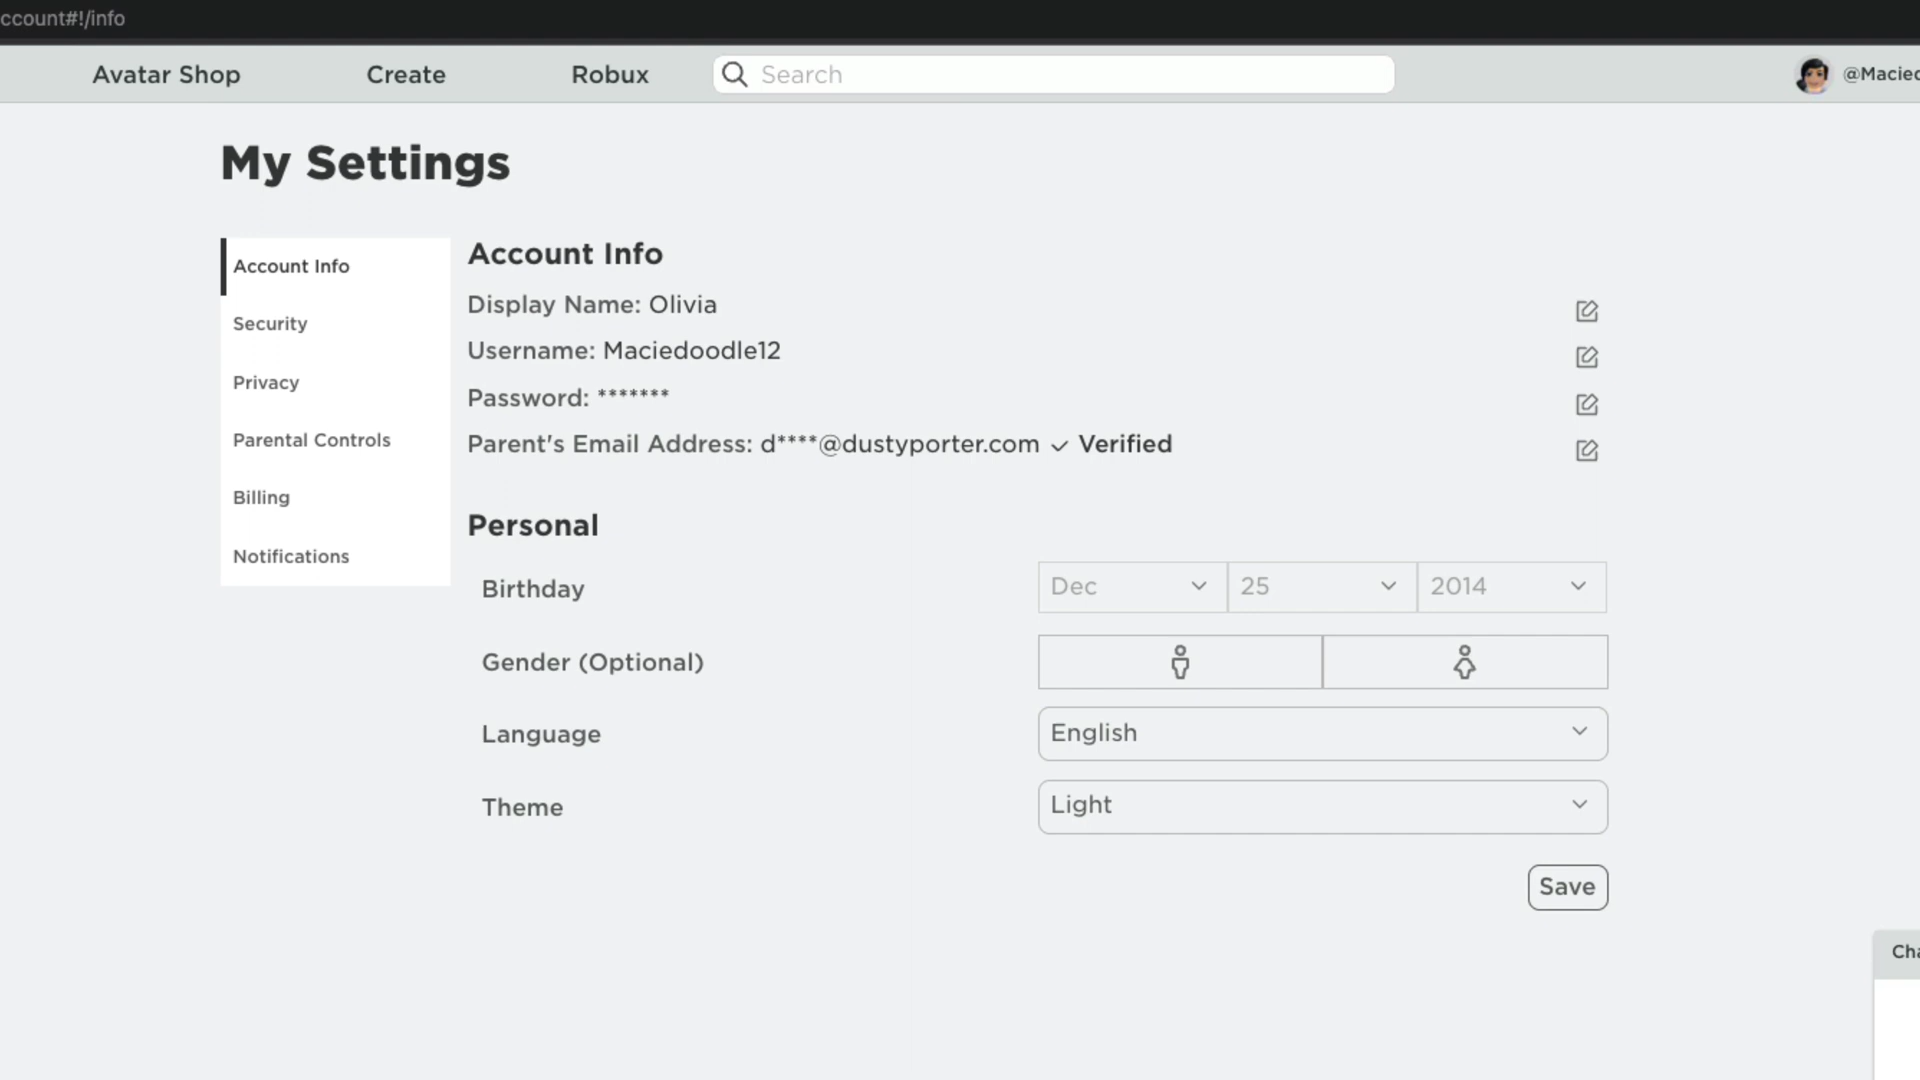 ccount#!/info
Avatar Shop Create Robux Search @Macied
My Settings
Account Info
Security
Privacy
Parental Controls
Billing
Notifications
Account Info
Display Name: Olivia
Username: Maciedoodle12
Password: *******
Parent's Email Address: d****@dustyporter.com ✓ Verified
Personal
Birthday Dec 25 2014
Gender (Optional)
Language English
Theme Light
Save
Cha